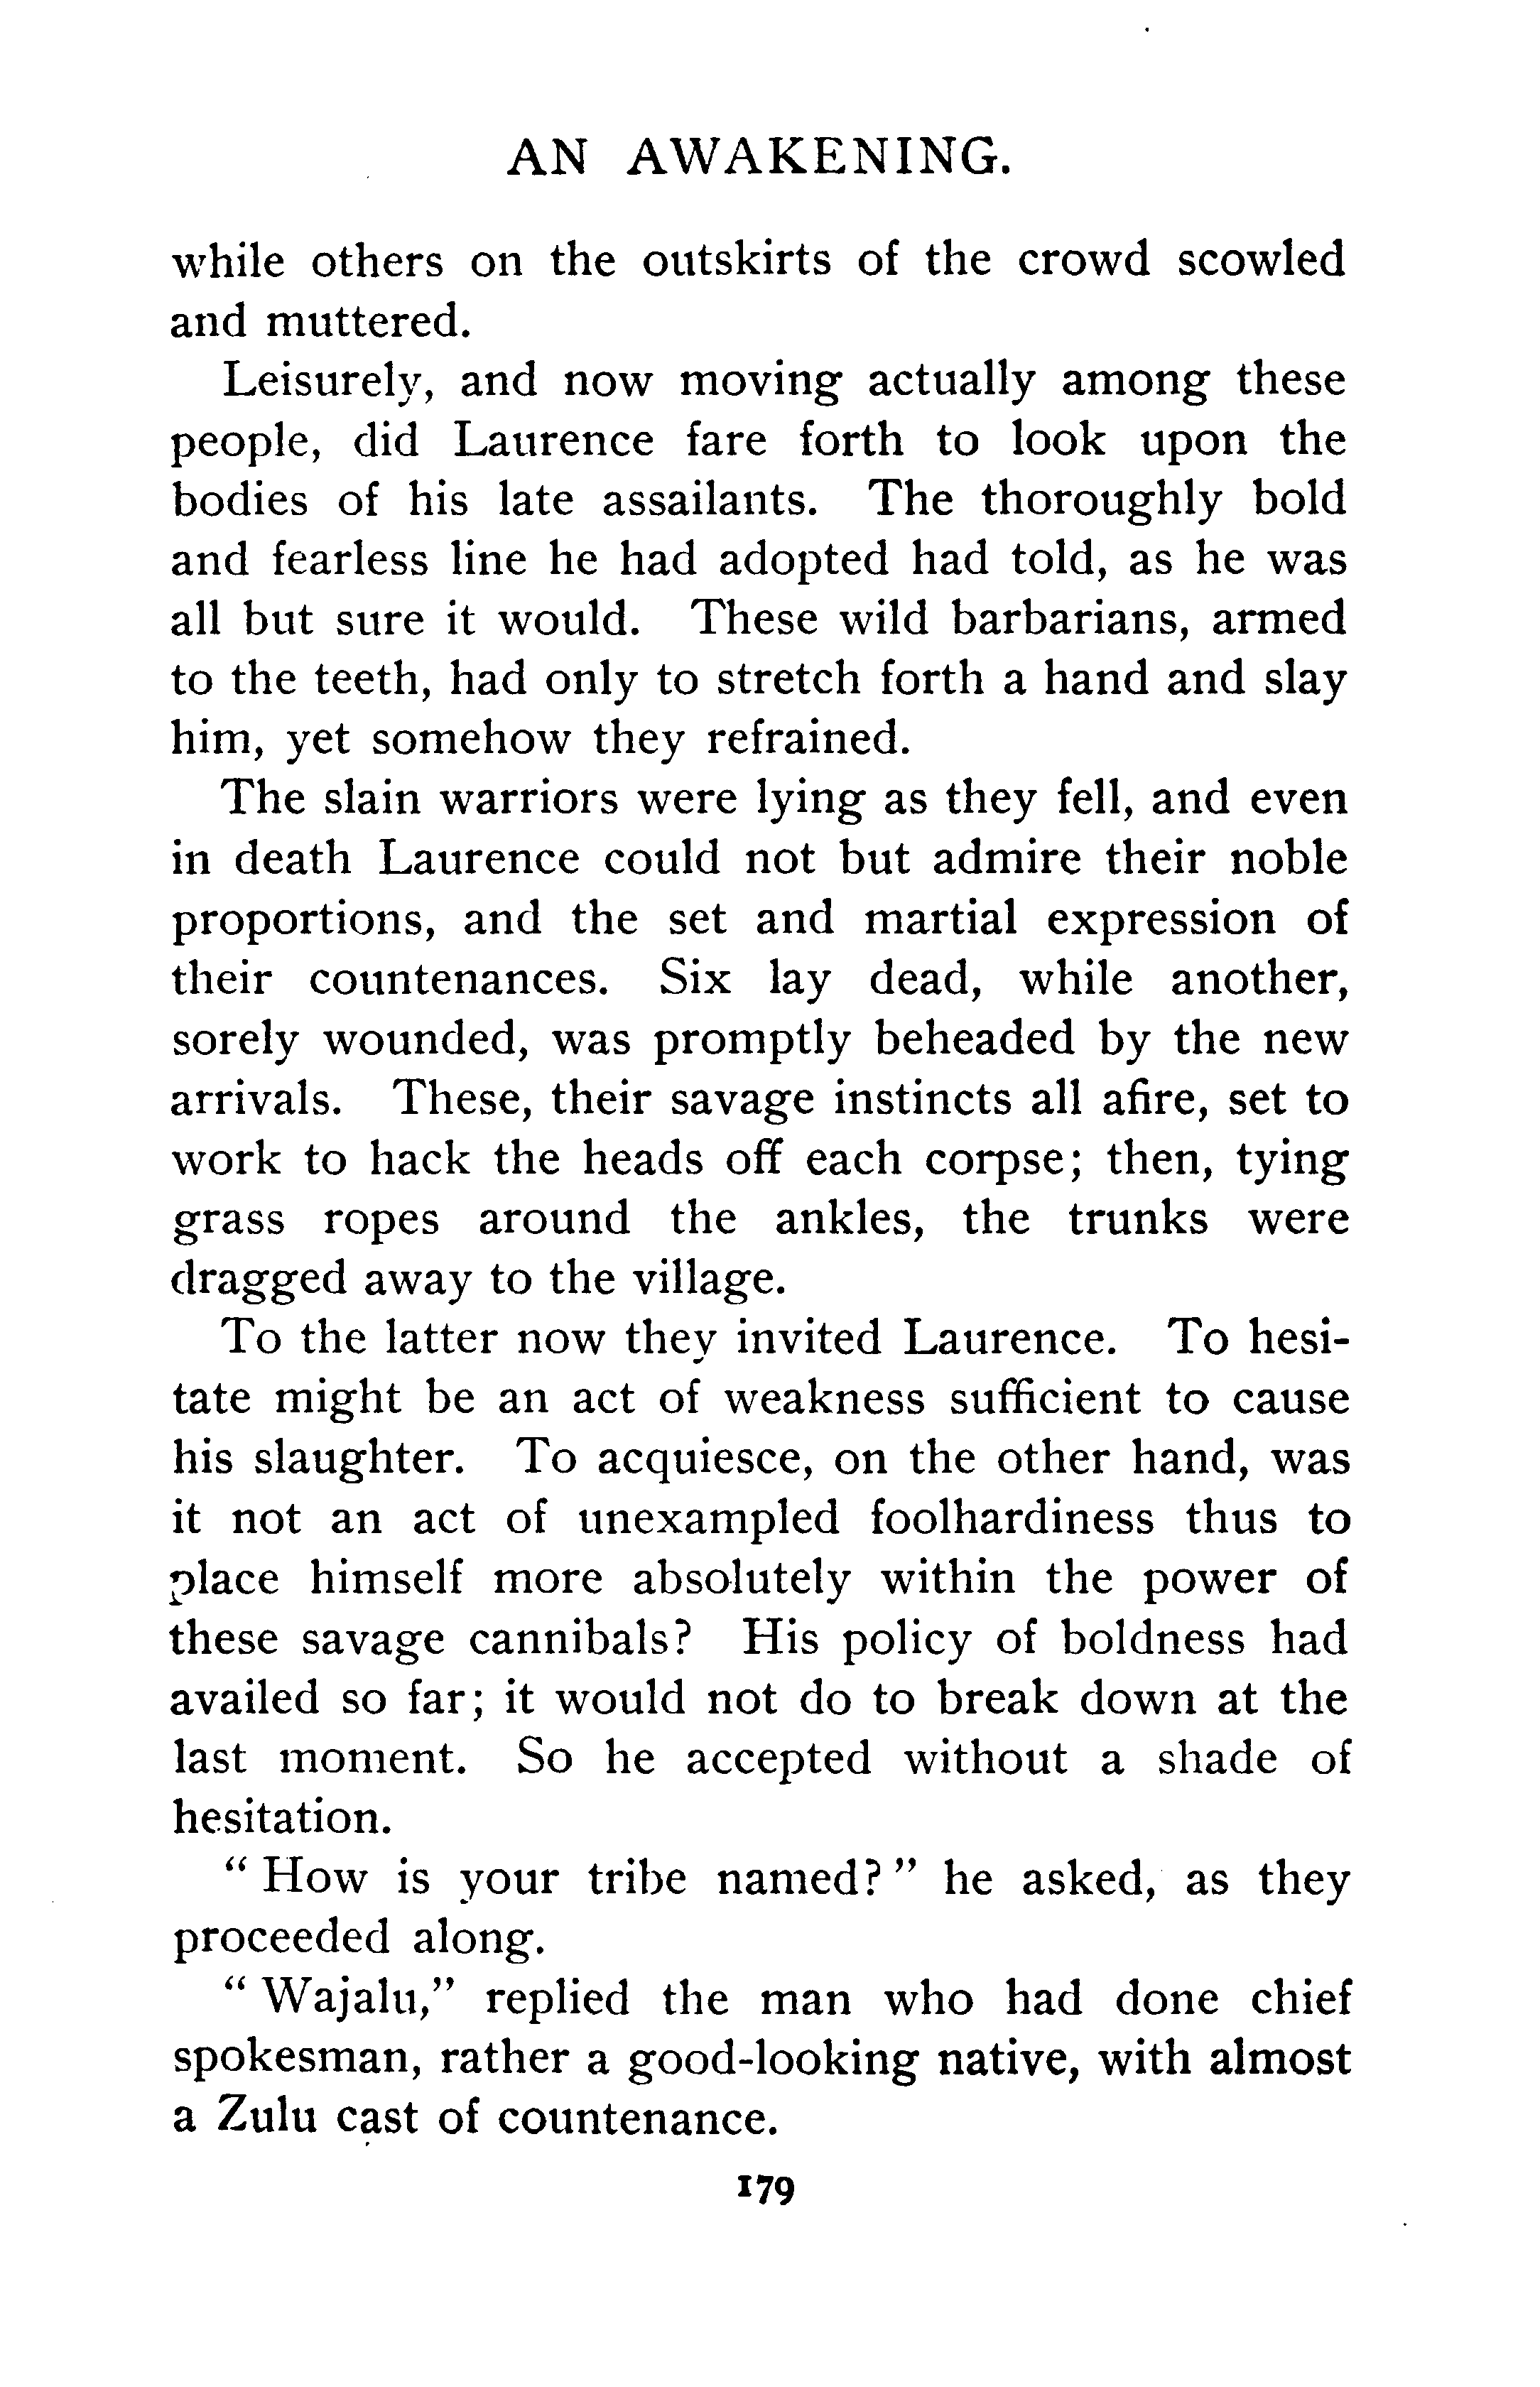 AN AWAKENING.
while others on the outskirts of the crowd scowled
and muttered.
Leisurely, and now moving actually among these
people, did Laurence fare forth to look upon the
bodies of his late assailants. The thoroughly bold
and fearless line he had adopted had told, as he was
all but sure it would. These wild barbarians, armed
to the teeth, had only to stretch forth a hand and slay
him, yet somehow they refrained.
The slain warriors were lying as they fell, and even
in death Laurence could not but admire their noble
proportions, and the set and martial expression of
their countenances. Six lay dead, while another,
sorely wounded, was promptly beheaded by the new
arrivals. These, their savage instincts all afire, set to
work to hack the heads off each corpse; then, tying
grass ropes around the ankles, the trunks were
dragged away to the village.
To the latter now they invited Laurence. To hesi-
tate might be an act of weakness sufficient to cause
his slaughter. To acquiesce, on the other hand, was
it not an act of unexampled foolhardiness thus to
place himself more absolutely within the power of
these savage cannibals? His policy of boldness had
availed so far; it would not do to break down at the
last moment. So he accepted without a shade of
hesitation.
“ How is your tribe named? ” he asked, as they
proceeded along.
“ Wajalu,” replied the man who had done chief
spokesman, rather a good-looking native, with almost
a Zulu cast of countenance.
179